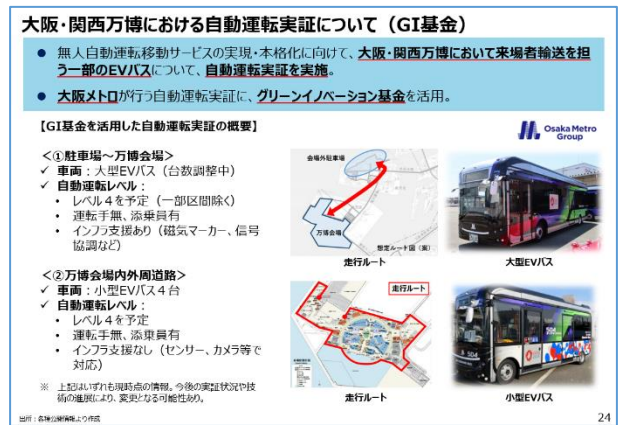 大阪・関西万博における自動運転実証について（GI基金）
● 無人自動運転移動サービスの実現・本格化に向けて、大阪・関西万博において来場者輸送を担
う一部のEVバスについて、自動運転実証を実施。
● 大阪メトロが行う自動運転実証に、グリーンイノベーション基金を活用。
【GI基金を活用した自動運転実証の概要】
Osaka Metro
Group
＜①駐車場～万博会場＞
✓ 車両：大型EVバス（台数調整中）
✓ 自動運転レベル：
• レベル４を予定（一部区間除く）
• 運転手無、添乗員有
• インフラ支援あり（磁気マーカー、信号
協調など）
会場外駐車場
万博会場
想定ルート図（案）
走行ルート
大型EVバス
＜②万博会場内外周道路＞
✓ 車両：小型EVバス４台
✓ 自動運転レベル：
• レベル４を予定
• 運転手無、添乗員有
• インフラ支援なし（センサー、カメラ等で
対応）
走行ルート
走行ルート
小型EVバス
※ 上記はいずれも現時点の情報。今後の実証状況や技
術の進展により、変更となる可能性あり。
出所：各種公開情報より作成
24